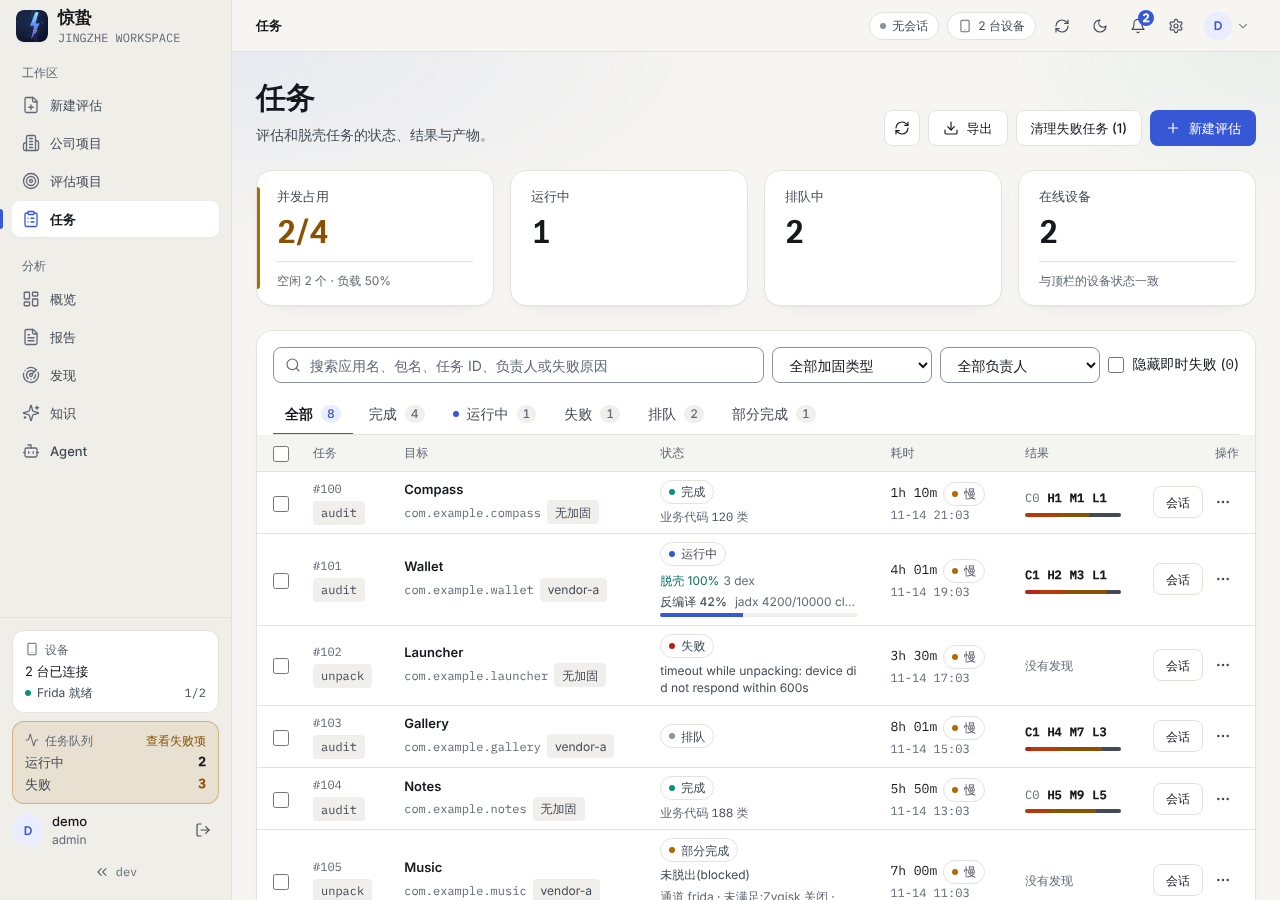 惊蛰
JINGZHE WORKSPACE
工作区
新建评估
公司项目
评估项目
任务
分析
概览
报告
发现
知识
Agent
设备
2 台已连接
Frida 就绪 1/2
任务队列 查看失败项
运行中 2
失败 3
D demo
admin
dev
任务
无会话 2 台设备 2 D
任务
评估和脱壳任务的状态、结果与产物。
导出 清理失败任务 (1) 新建评估
并发占用
2/4
空闲 2 个 · 负载 50%
运行中
1
排队中
2
在线设备
2
与顶栏的设备状态一致
搜索应用名、包名、任务 ID、负责人或失败原因 全部加固类型 全部负责人 隐藏即时失败 (0)
全部 8 完成 4 运行中 1 失败 1 排队 2 部分完成 1
任务 目标 状态 耗时 结果 操作
#100 Compass 完成 1h 10m 慢 C0 H1 M1 L1 会话 ···
audit com.example.compass 无加固 业务代码 120 类 11-14 21:03
#101 Wallet 运行中 4h 01m 慢 C1 H2 M3 L1 会话 ···
audit com.example.wallet vendor-a 脱壳 100% 3 dex 11-14 19:03
反编译 42% jadx 4200/10000 cl...
#102 Launcher 失败 3h 30m 慢 没有发现 会话 ···
unpack com.example.launcher 无加固 timeout while unpacking: device di 11-14 17:03
d not respond within 600s
#103 Gallery 排队 8h 01m 慢 C1 H4 M7 L3 会话 ···
audit com.example.gallery vendor-a 11-14 15:03
#104 Notes 完成 5h 50m 慢 C0 H5 M9 L5 会话 ···
audit com.example.notes 无加固 业务代码 188 类 11-14 13:03
#105 Music 部分完成 7h 00m 慢 没有发现 会话 ···
unpack com.example.music vendor-a 未脱出(blocked) 11-14 11:03
通道 frida · 未满足:Zygisk 关闭 ·